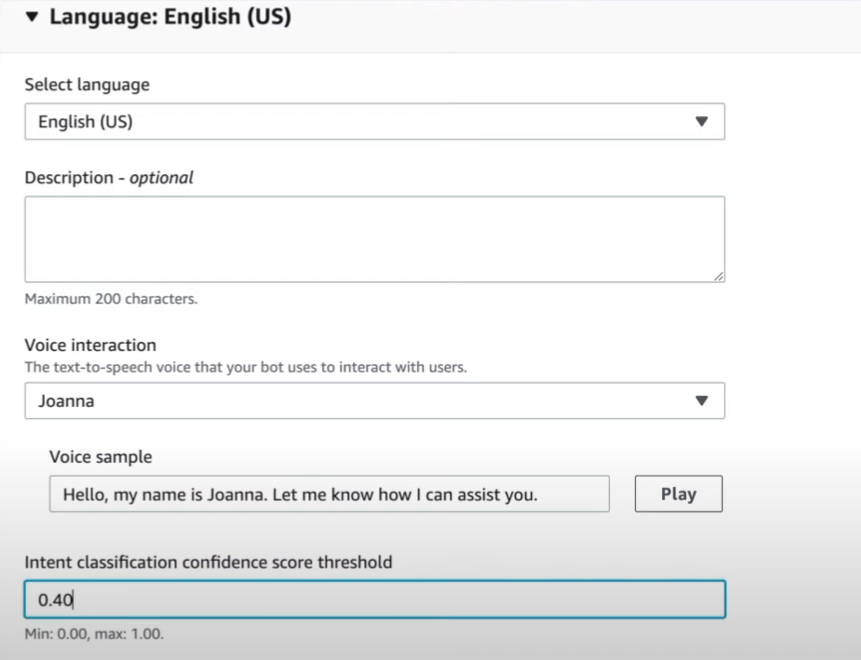 Language: English (US)
Select language
English (US)
Description - optional
Maximum 200 characters.
Voice interaction
The text-to-speech voice that your bot uses to interact with users.
Joanna
Voice sample
Hello, my name is Joanna. Let me know how I can assist you.
Play
Intent classification confidence score threshold
0.40
Min: 0.00, max: 1.00.